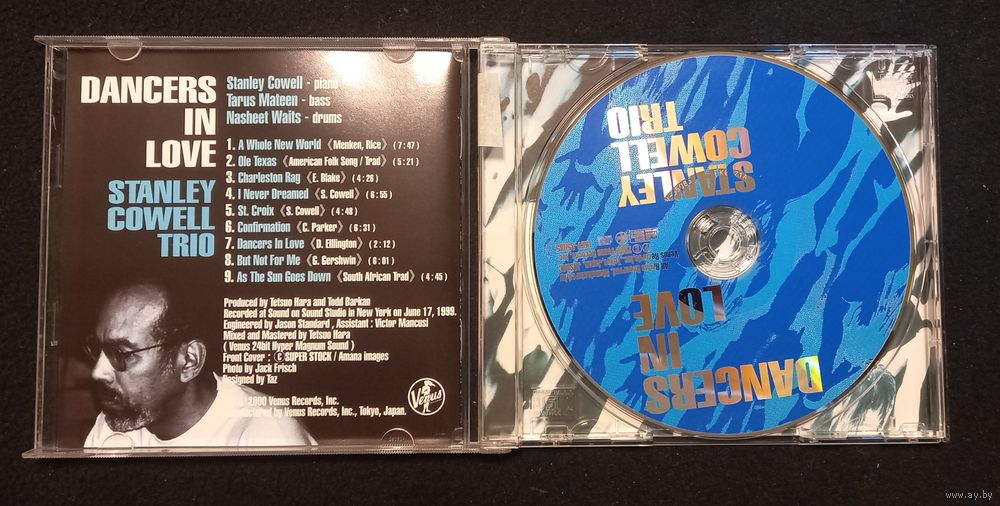 DANCERS
IN
LOVE
STANLEY
COWELL
TRIO
Stanley Cowell - piano
Tarus Mateen - bass
Nasheet Waits - drums
1. A Whole New World 《Menken, Rice》 ( 7 : 47 )
2. Ole Texas 《American Folk Song / Trad》 ( 5 : 21 )
3. Charleston Rag 《E. Blake》 ( 4 : 26 )
4. I Never Dreamed 《S. Cowell》 ( 6 : 55 )
5. St. Croix 《S. Cowell》 ( 4 : 48 )
6. Confirmation 《C. Parker》 ( 6 : 31 )
7. Dancers In Love 《D. Elllington》 ( 2 : 12 )
8. But Not For Me 《G. Gershwin》 ( 6 : 01 )
9. As The Sun Goes Down 《South African Trad》 ( 4 : 45 )
Produced by Tetsuo Hara and Todd Barkan
Recorded at Sound on Sound Studio in New York on June 17, 1999.
Engineered by Jason Standard , Assistant : Victor Mancusi
Mixed and Mastered by Tetsuo Hara
( Venus 24bit Hyper Magnum Sound )
Front Cover : Ⓒ SUPER STOCK / Amana images
Photo by Jack Frisch
Designed by Taz
2000 Venus Records, Inc.
Manufactured by Venus Records, Inc., Tokyo, Japan.
Venus
STANLEY
COWELL
TRIO
DANCERS
IN
LOVE
www.ay.by